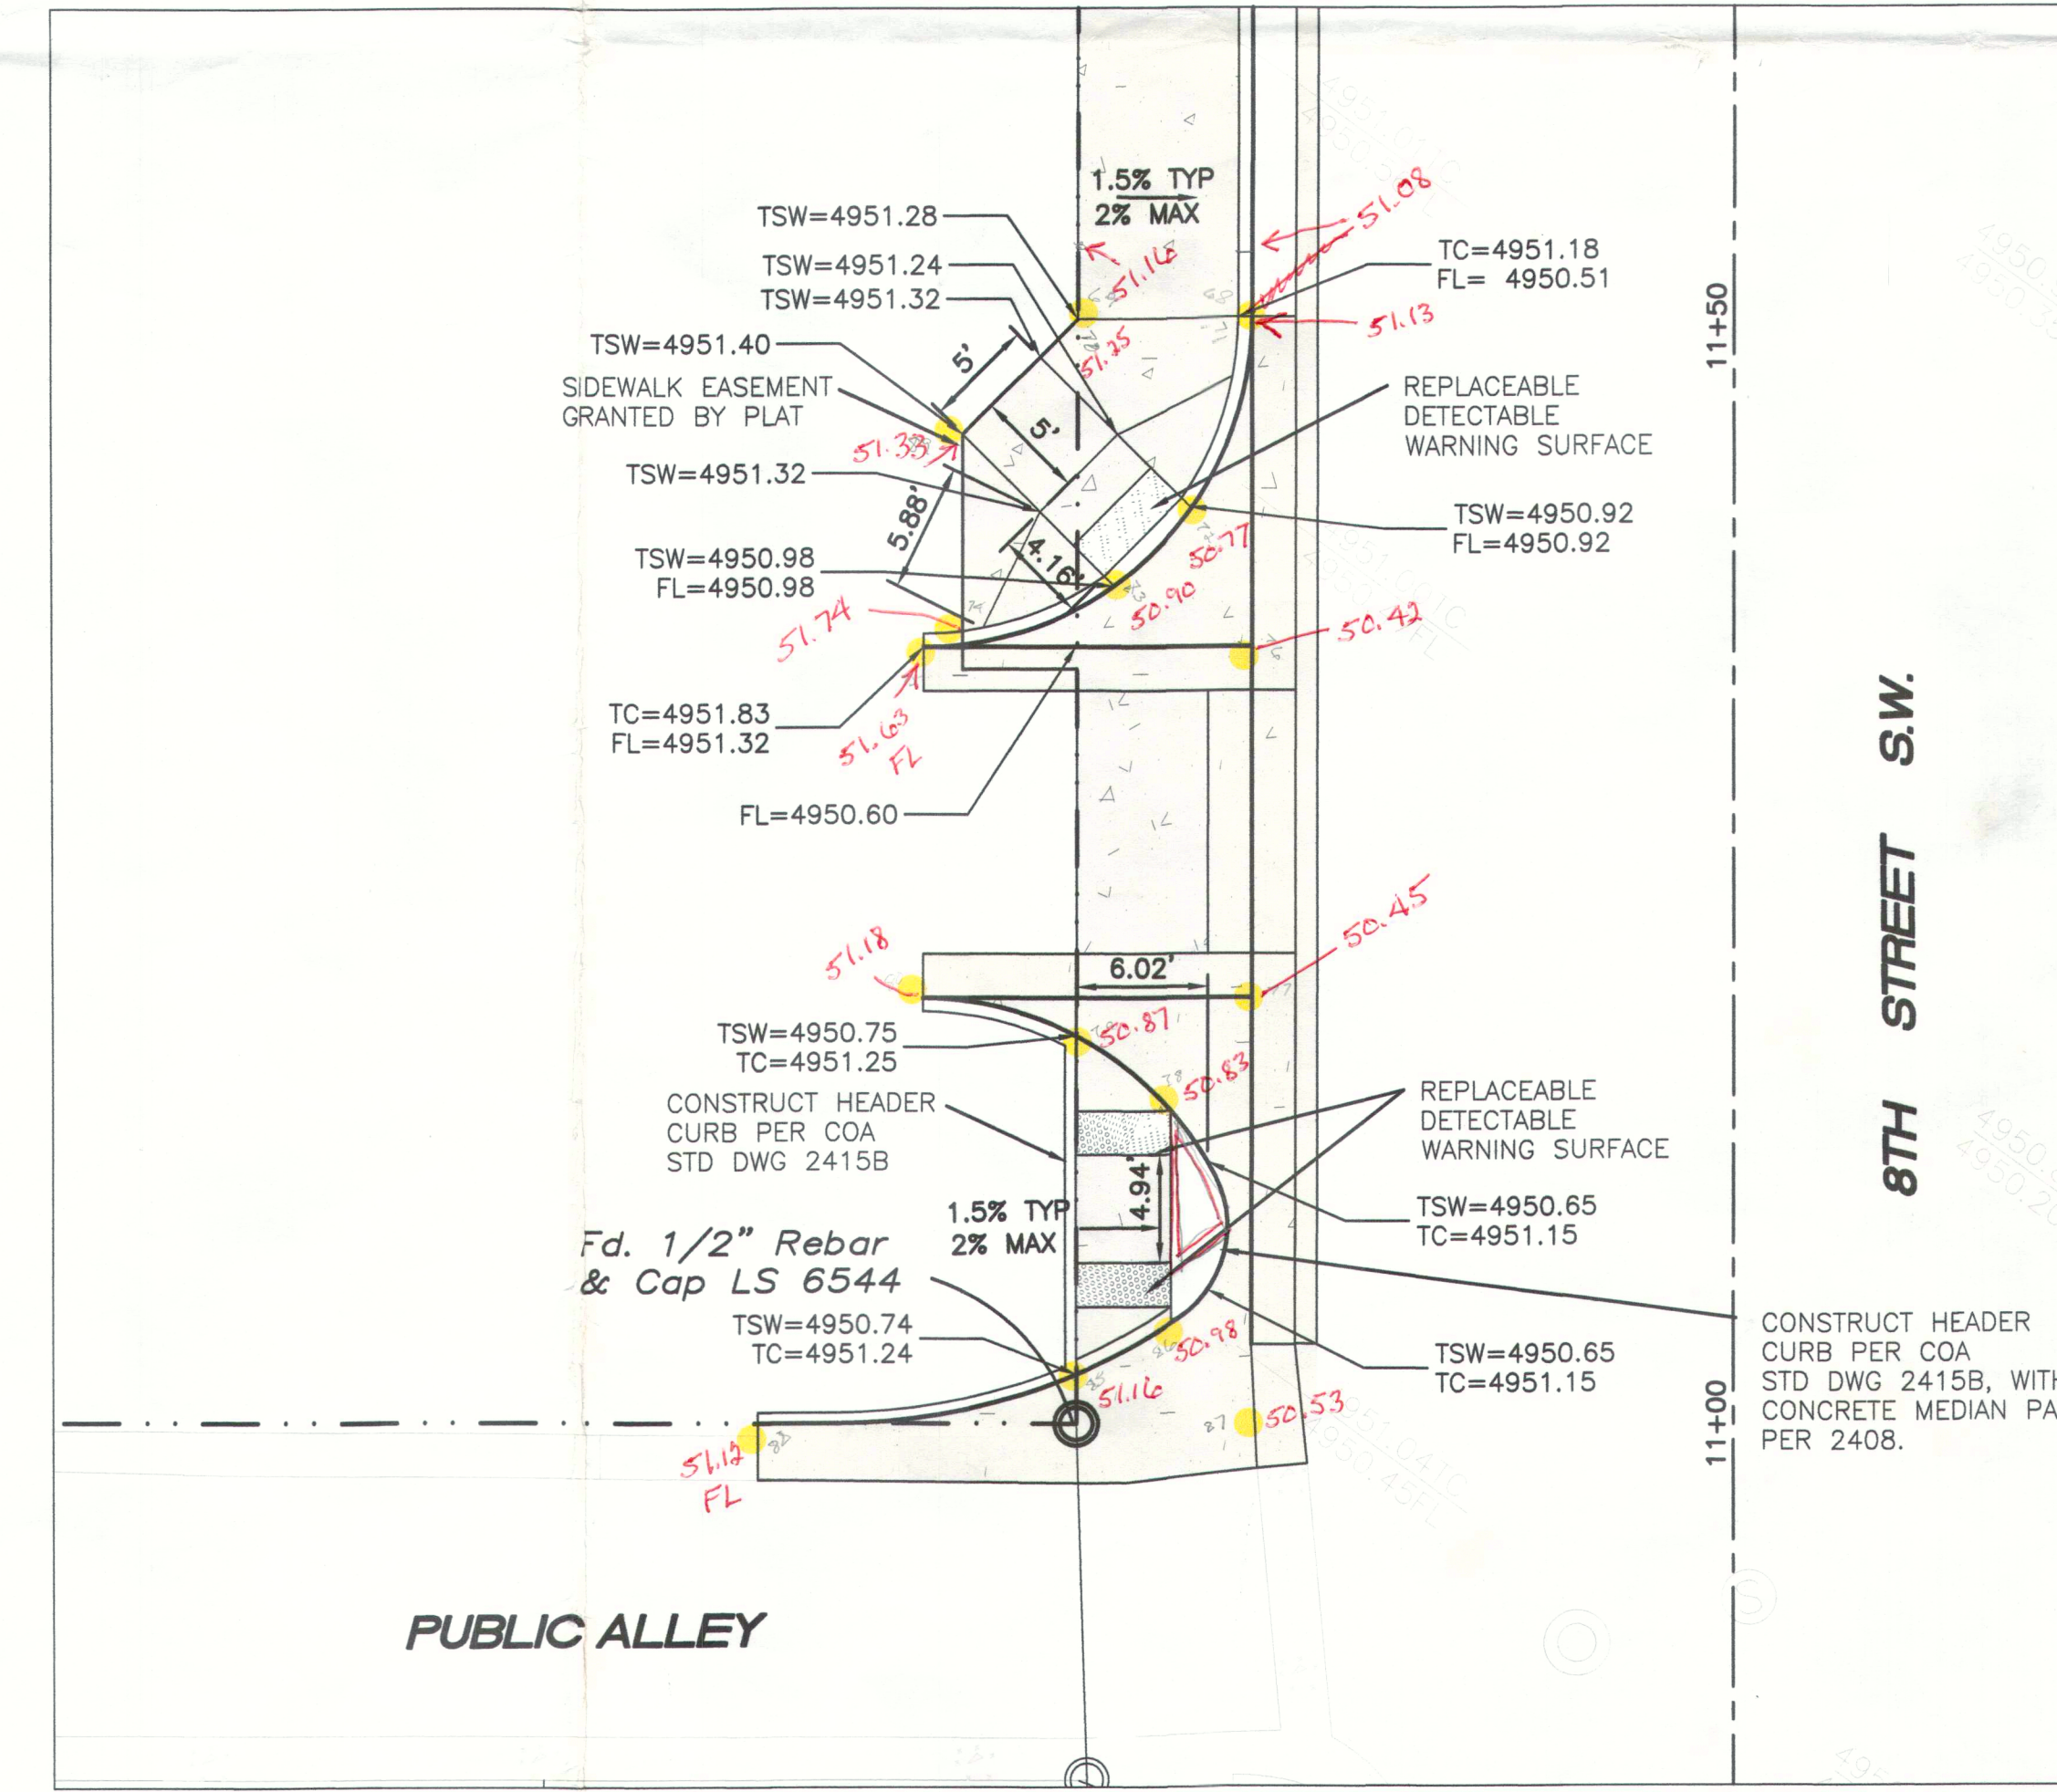 1.5% TYP
2% MAX
51.08
TSW=4951.28
TC=4951.18
FL= 4950.51
TSW=4951.24
51.16
TSW=4951.32
51.13
11+50
TSW=4951.40
51.25
5'
SIDEWALK EASEMENT
GRANTED BY PLAT
REPLACEABLE
DETECTABLE
WARNING SURFACE
5'
51.33
TSW=4951.32
5.88'
TSW=4950.92
FL=4950.92
50.77
4.16'
TSW=4950.98
FL=4950.98
50.90
51.74
50.42
TC=4951.83
FL=4951.32
51.63
FL
FL=4950.60
8TH STREET S.W.
50.45
51.18
6.02'
50.87
TSW=4950.75
TC=4951.25
50.83
CONSTRUCT HEADER
CURB PER COA
STD DWG 2415B
REPLACEABLE
DETECTABLE
WARNING SURFACE
4.94'
1.5% TYP
2% MAX
TSW=4950.65
TC=4951.15
Fd. 1/2" Rebar
& Cap LS 6544
TSW=4950.74
TC=4951.24
50.98
TSW=4950.65
TC=4951.15
CONSTRUCT HEADER
CURB PER COA
STD DWG 2415B, WITH
CONCRETE MEDIAN PA
PER 2408.
51.16
50.53
11+00
51.12
FL
PUBLIC ALLEY